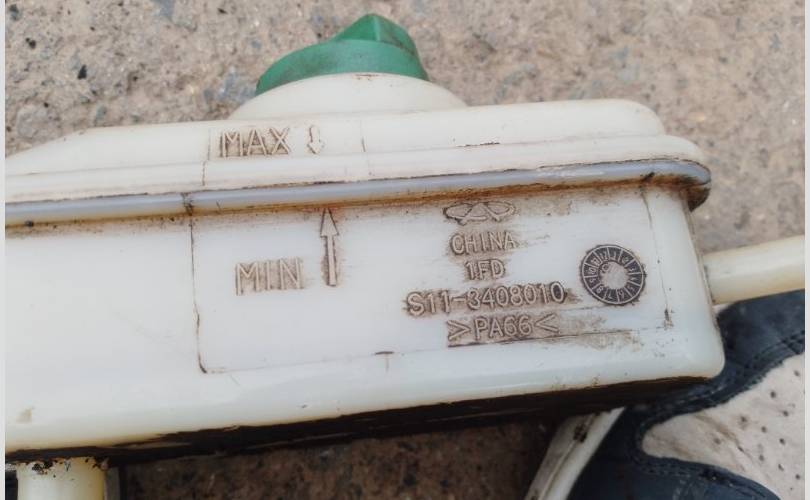 MAX
MIN
CHINA
1FD
S11-3408010
>PA66<